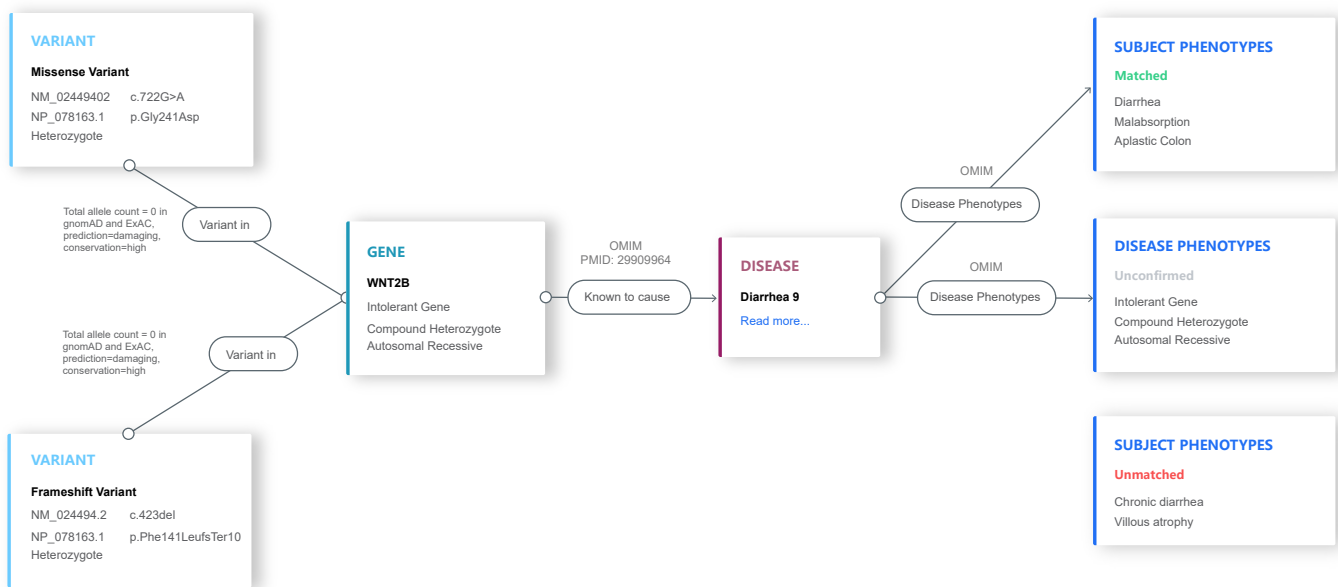 VARIANT
Missense Variant
NM_02449402 c.722G>A
NP_078163.1 p.Gly241Asp
Heterozygote
Total allele count = 0 in
gnomAD and ExAC,
prediction=damaging,
conservation=high
Variant in
Total allele count = 0 in
gnomAD and ExAC,
prediction=damaging,
conservation=high
Variant in
VARIANT
Frameshift Variant
NM_024494.2 c.423del
NP_078163.1 p.Phe141LeufsTer10
Heterozygote
GENE
WNT2B
Intolerant Gene
Compound Heterozygote
Autosomal Recessive
OMIM
PMID: 29909964
Known to cause
DISEASE
Diarrhea 9
Read more...
OMIM
Disease Phenotypes
OMIM
Disease Phenotypes
SUBJECT PHENOTYPES
Matched
Diarrhea
Malabsorption
Aplastic Colon
DISEASE PHENOTYPES
Unconfirmed
Intolerant Gene
Compound Heterozygote
Autosomal Recessive
SUBJECT PHENOTYPES
Unmatched
Chronic diarrhea
Villous atrophy